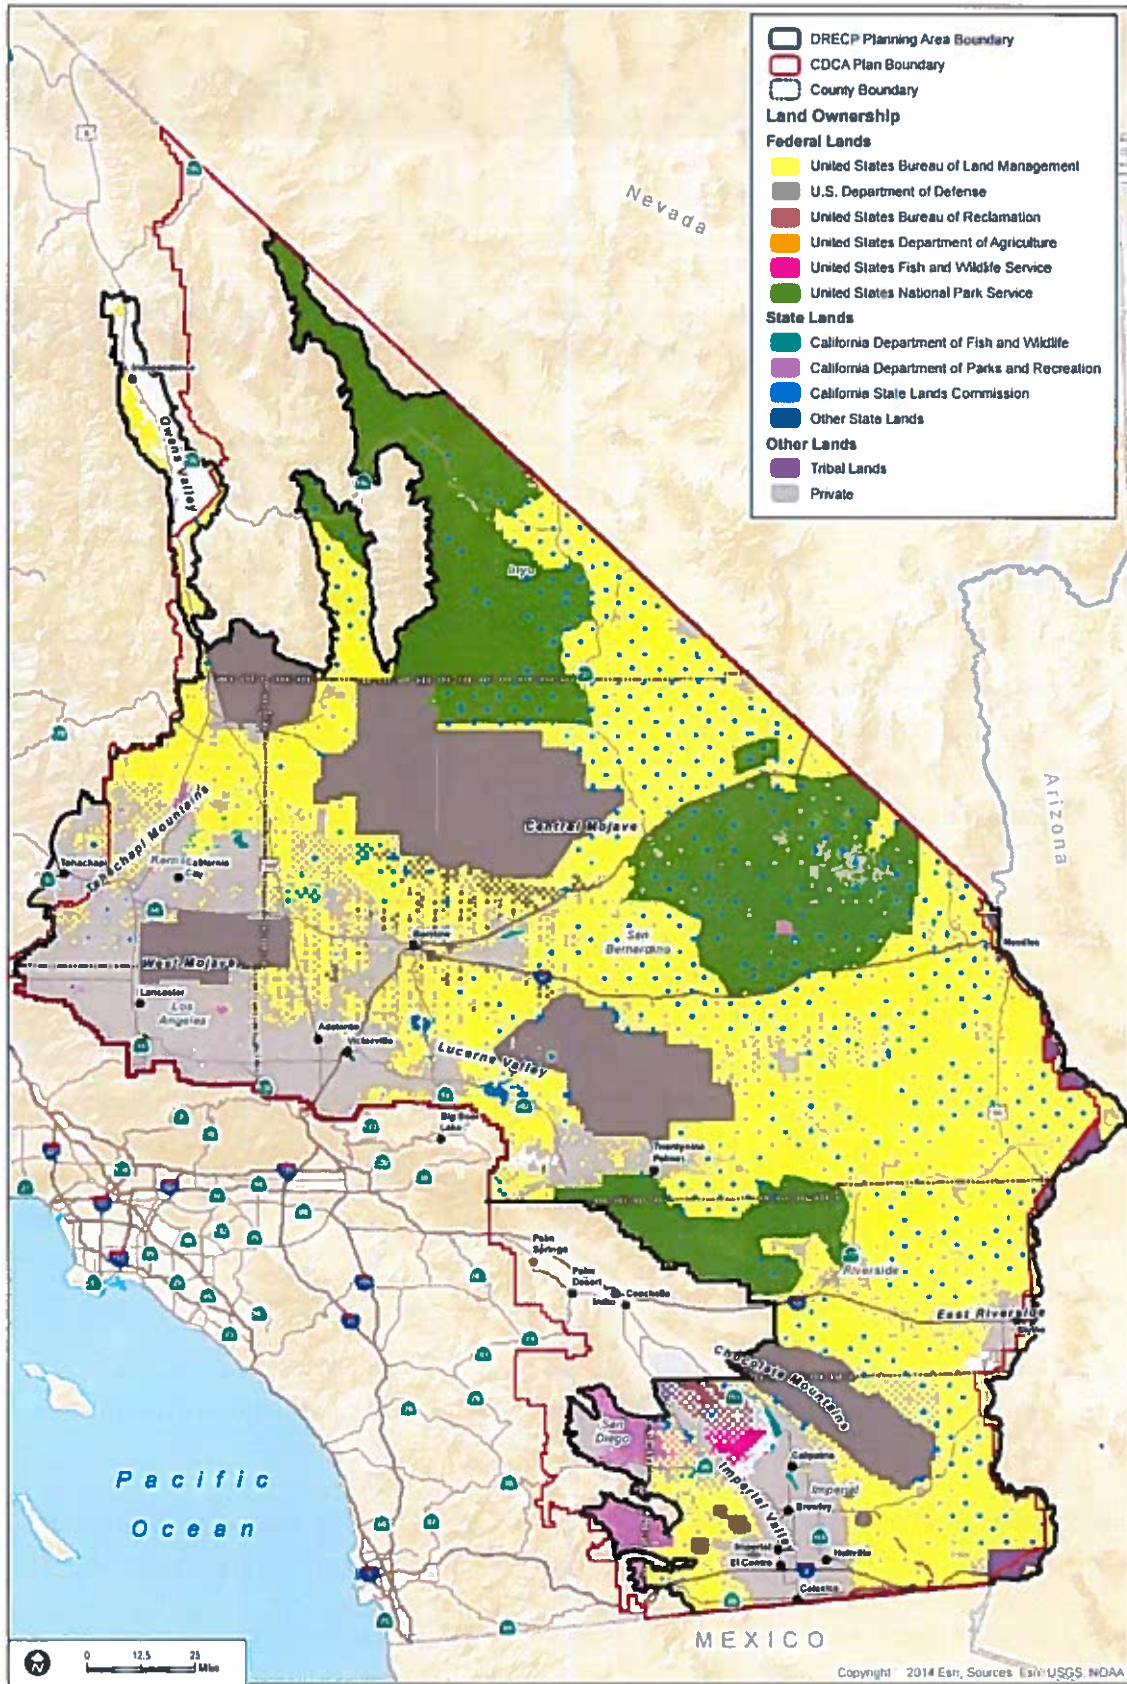 DRECP Planning Area Boundary
CDCA Plan Boundary
County Boundary
Land Ownership
Federal Lands
United States Bureau of Land Management
U.S. Department of Defense
United States Bureau of Reclamation
United States Department of Agriculture
United States Fish and Wildlife Service
United States National Park Service
State Lands
California Department of Fish and Wildlife
California Department of Parks and Recreation
California State Lands Commission
Other State Lands
Other Lands
Tribal Lands
Private
Nevada
Independence
Owens Valley
Inyo
Arizona
Central Mojave
Tehachapi Mountains
Tehachapi
Kern
California
City
Barstow
San
Bernardino
Needles
West Mojave
Lancaster
Los
Angeles
Adelanto
Victorville
Lucerne Valley
Big Bear
Lake
Twentynine
Palms
Palm
Springs
Palm
Desert
Indio
Coachella
Riverside
East Riverside
Blythe
Chocolate Mountains
San
Diego
Calipatria
Imperial
Imperial Valley
Brawley
Imperial
El Centro
Holtville
Calexico
Pacific
Ocean
MEXICO
N
0 12.5 25
Miles
Copyright 2014 Esri, Sources Esri USGS, NOAA